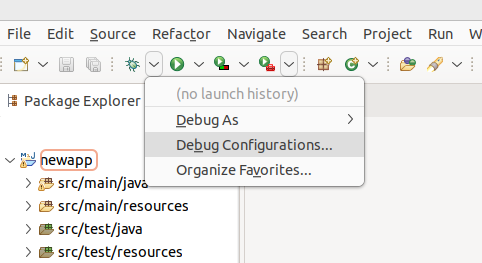 File Edit Source Refactor Navigate Search Project Run W
Package Explorer
(no launch history)
Debug As
Debug Configurations...
Organize Favorites...
newapp
src/main/java
src/main/resources
src/test/java
src/test/resources